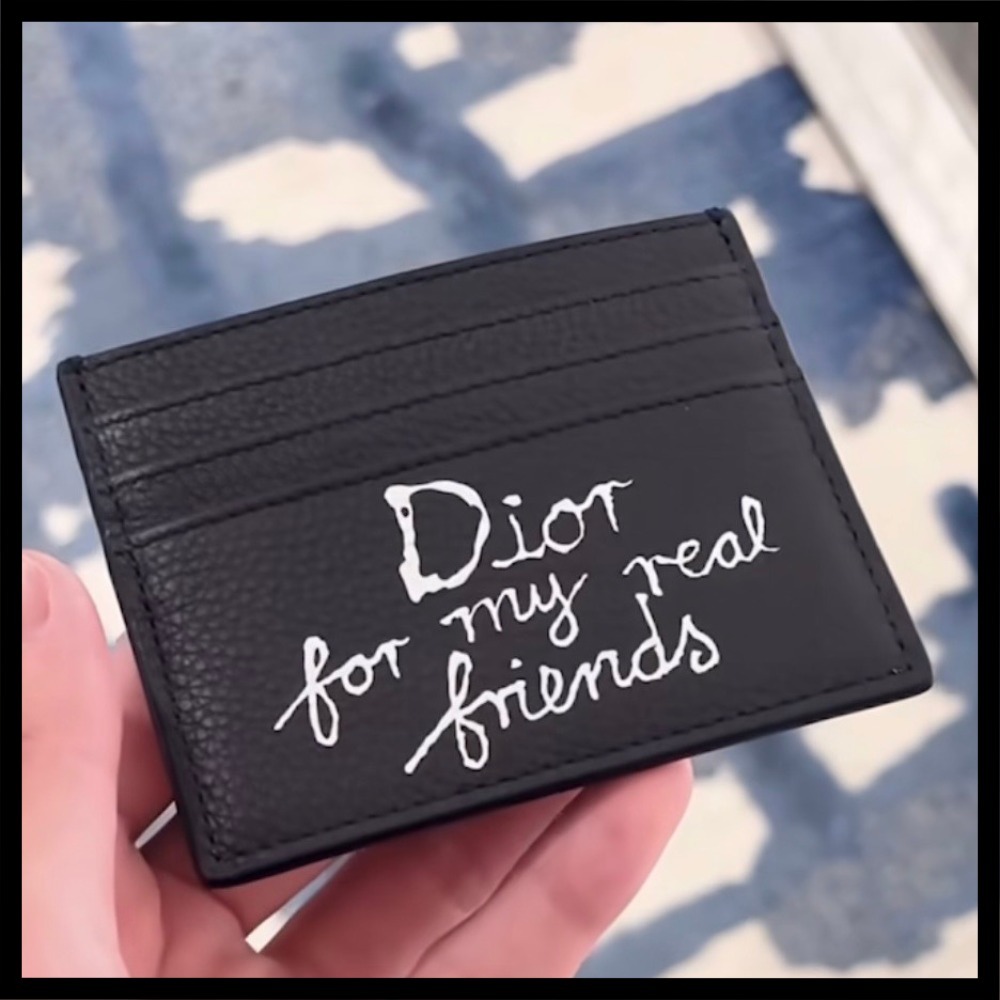 Dior
for my real
friends